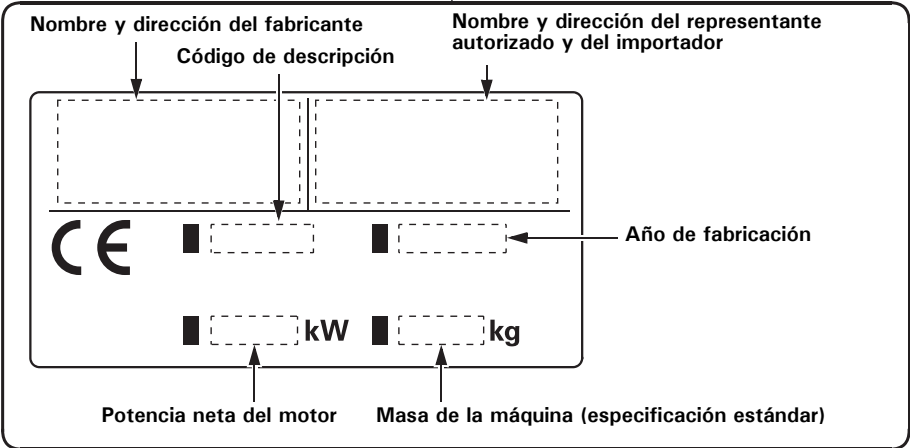 Nombre y dirección del fabricante
Nombre y dirección del representante
autorizado y del importador
Código de descripción
CE
Año de fabricación
kW
kg
Potencia neta del motor
Masa de la máquina (especificación estándar)